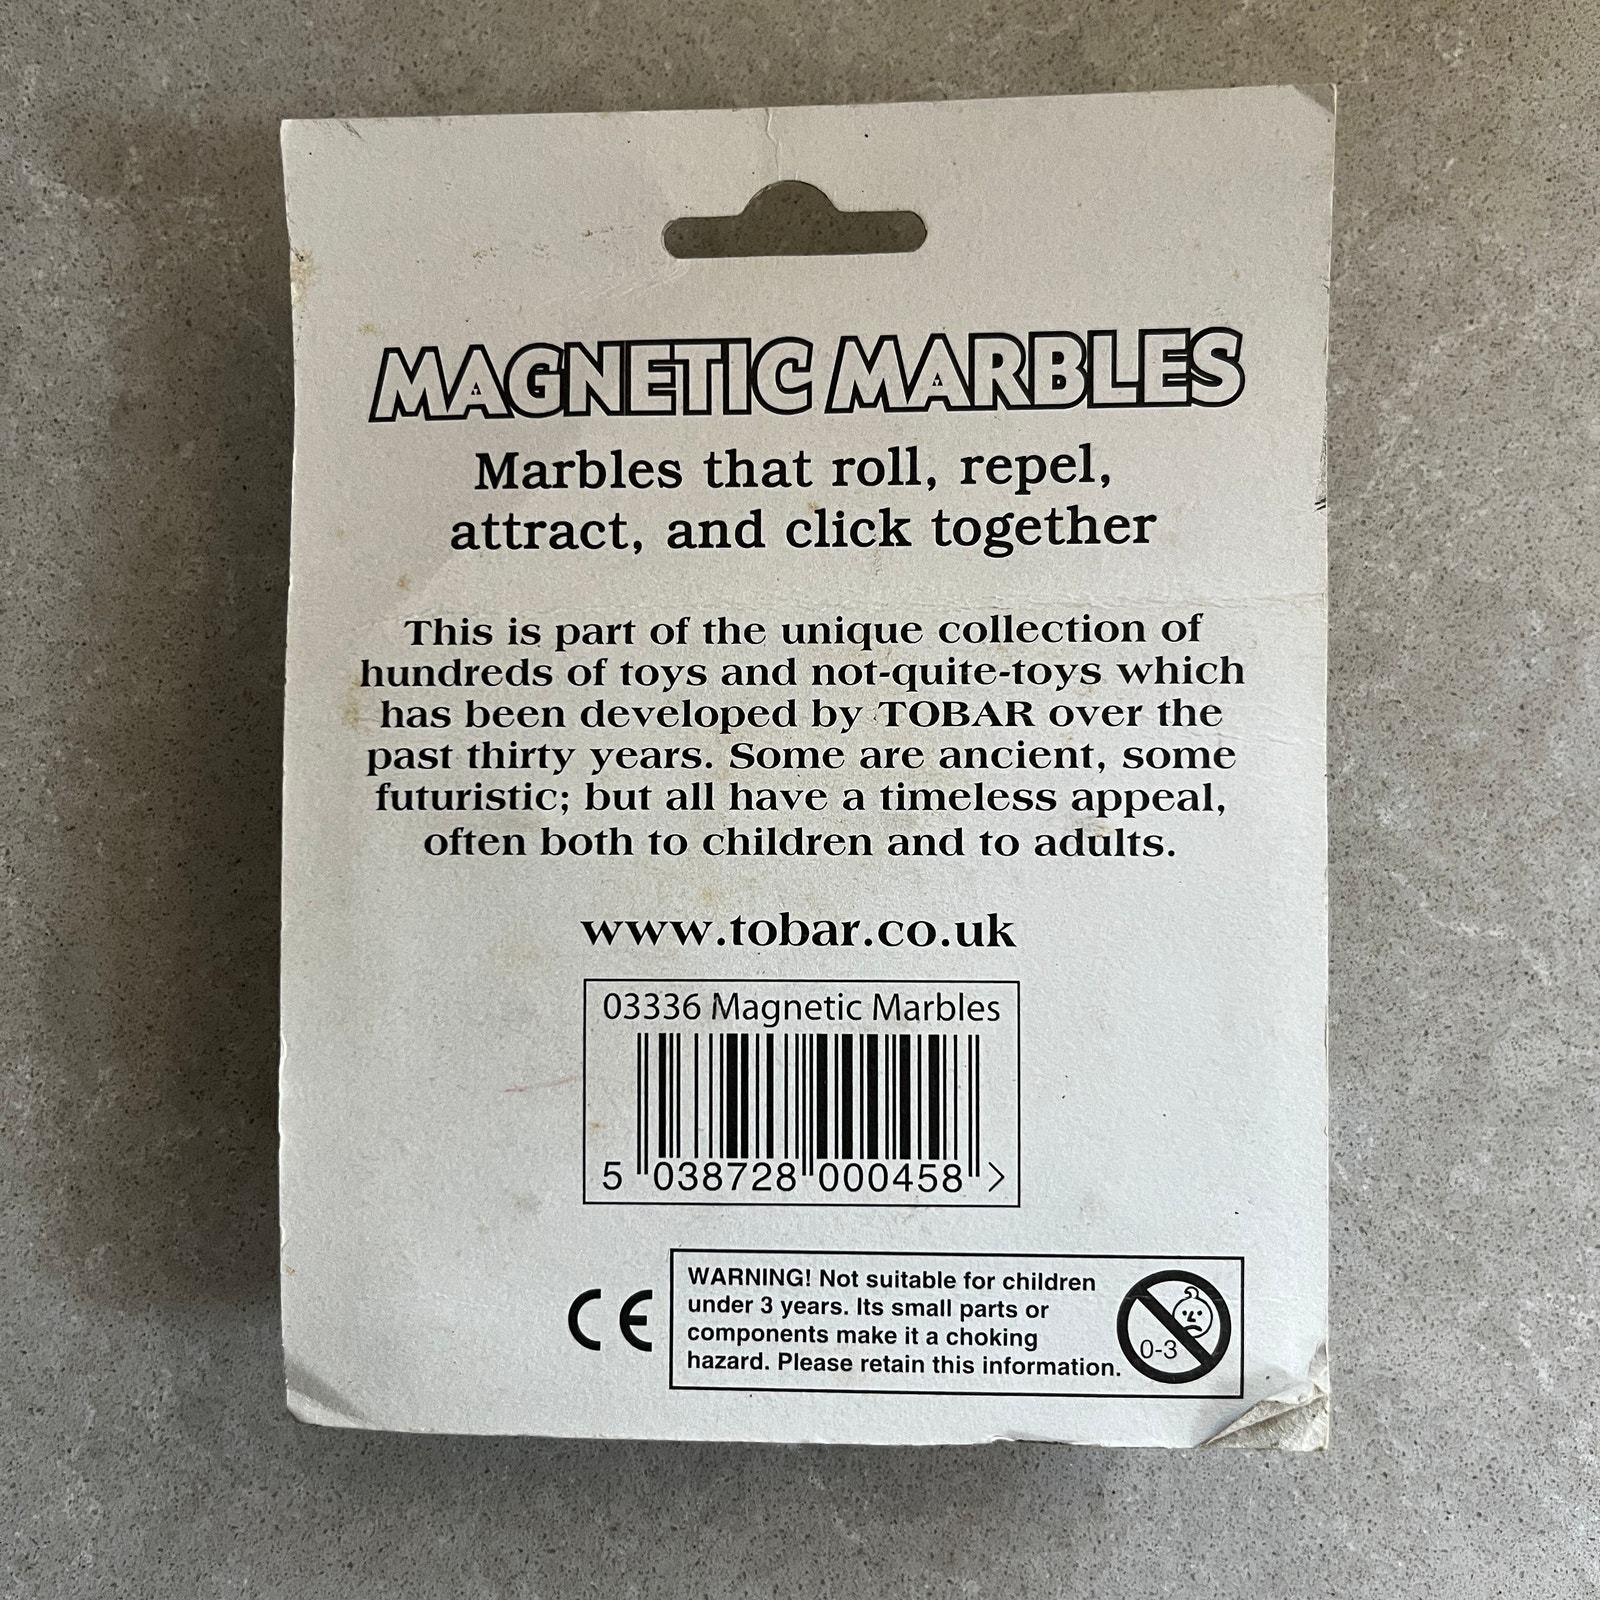 MAGNETIC MARBLES
Marbles that roll, repel,
attract, and click together
This is part of the unique collection of
hundreds of toys and not-quite-toys which
has been developed by TOBAR over the
past thirty years. Some are ancient, some
futuristic; but all have a timeless appeal,
often both to children and to adults.
www.tobar.co.uk
03336 Magnetic Marbles
5 038728 000458 >
CE
WARNING! Not suitable for children
under 3 years. Its small parts or
components make it a choking
hazard. Please retain this information.
0-3